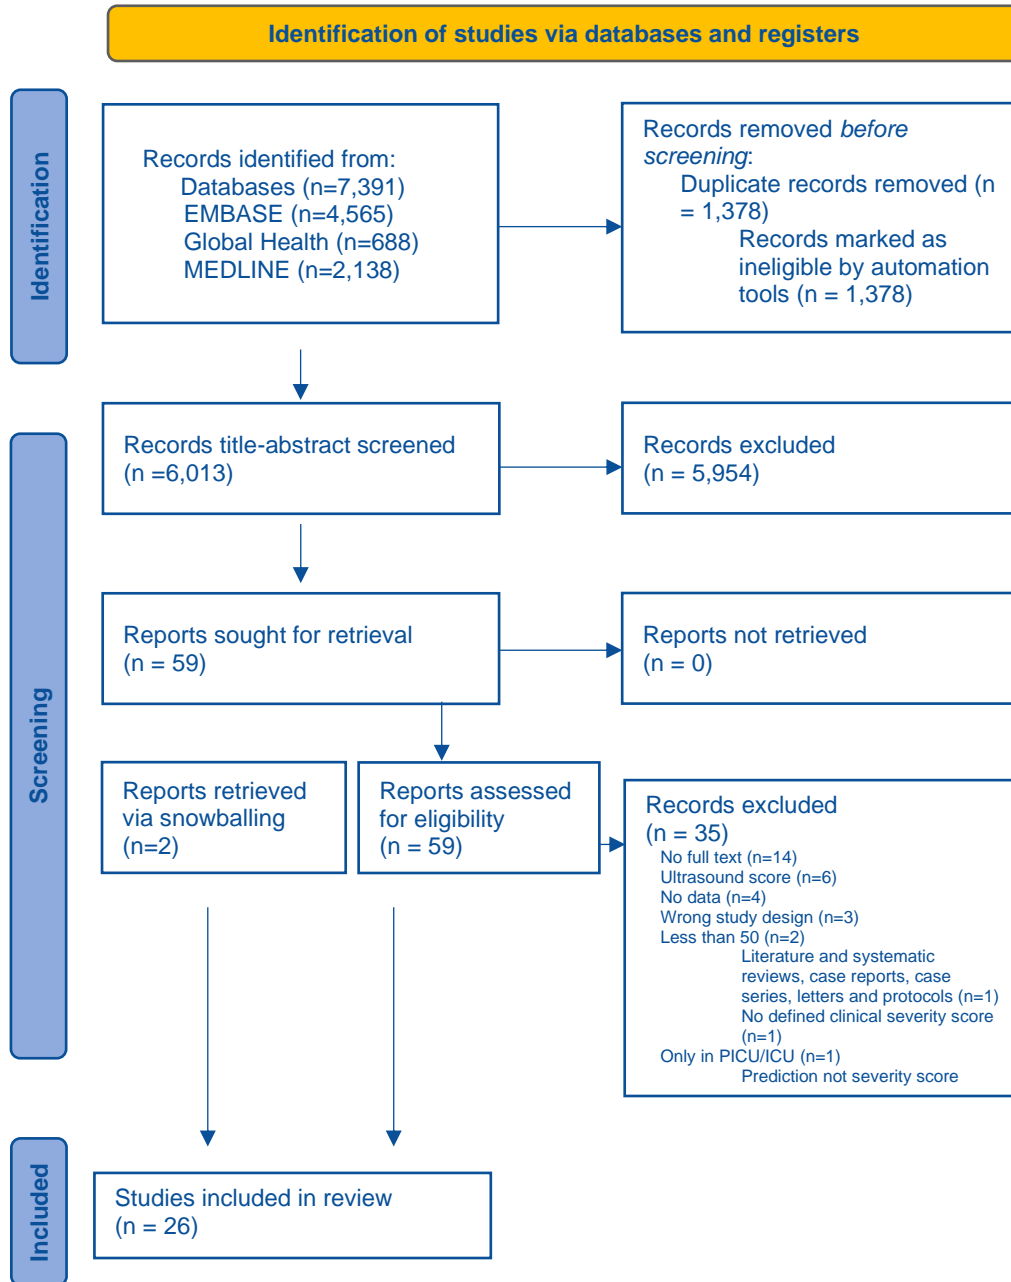 Identification of studies via databases and registers
Identification
Records identified from:
Databases (n=7,391)
EMBASE (n=4,565)
Global Health (n=688)
MEDLINE (n=2,138)
Records removed before
screening:
Duplicate records removed (n
= 1,378)
Records marked as
ineligible by automation
tools (n = 1,378)
Screening
Records title-abstract screened
(n =6,013)
Records excluded
(n = 5,954)
Reports sought for retrieval
(n = 59)
Reports not retrieved
(n = 0)
Reports retrieved
via snowballing
(n=2)
Reports assessed
for eligibility
(n = 59)
Records excluded
(n = 35)
No full text (n=14)
Ultrasound score (n=6)
No data (n=4)
Wrong study design (n=3)
Less than 50 (n=2)
Literature and systematic
reviews, case reports, case
series, letters and protocols (n=1)
No defined clinical severity score
(n=1)
Only in PICU/ICU (n=1)
Prediction not severity score
Included
Studies included in review
(n = 26)